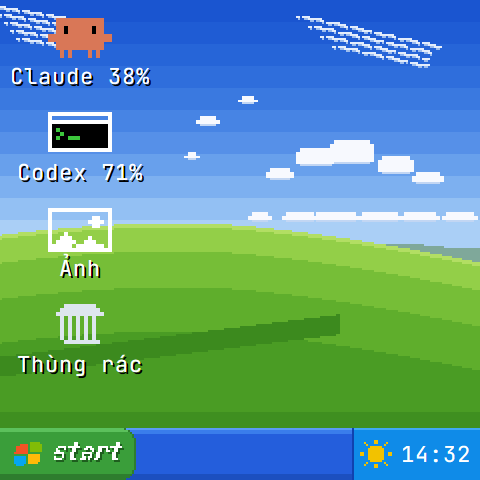 Claude 38%
Codex 71%
Ảnh
Thùng rác
start
14:32